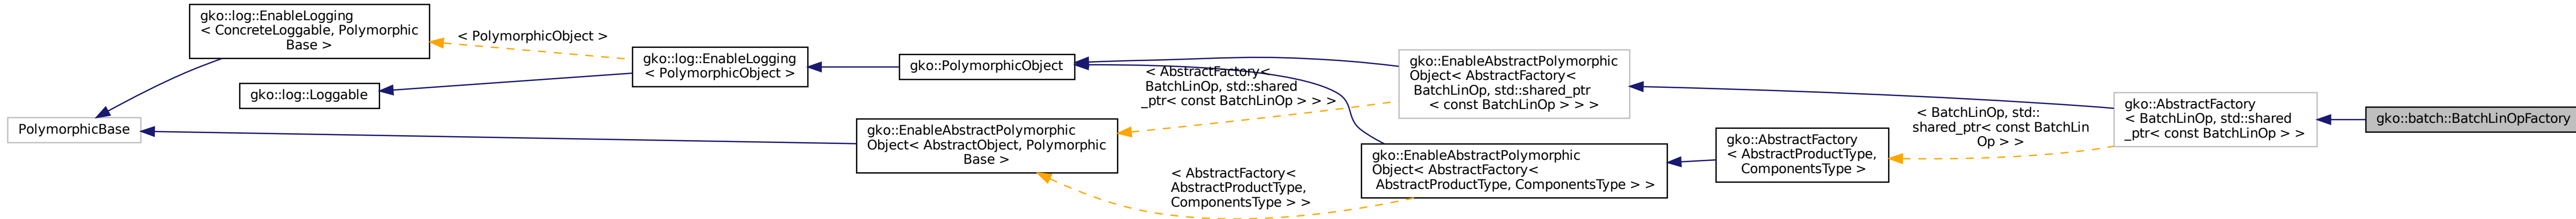 gko::log::EnableLogging
< ConcreteLoggable, Polymorphic
Base >
< PolymorphicObject >
gko::log::EnableLogging
< PolymorphicObject >
gko::log::Loggable
PolymorphicBase
gko::PolymorphicObject
< AbstractFactory<
BatchLinOp, std::shared
_ptr< const BatchLinOp > > >
gko::EnableAbstractPolymorphic
Object< AbstractObject, Polymorphic
Base >
gko::EnableAbstractPolymorphic
Object< AbstractFactory<
BatchLinOp, std::shared_ptr
< const BatchLinOp > > >
< AbstractFactory<
AbstractProductType,
ComponentsType > >
gko::EnableAbstractPolymorphic
Object< AbstractFactory<
AbstractProductType, ComponentsType > >
gko::AbstractFactory
< AbstractProductType,
ComponentsType >
< BatchLinOp, std::
shared_ptr< const BatchLin
Op > >
gko::AbstractFactory
< BatchLinOp, std::shared
_ptr< const BatchLinOp > >
gko::batch::BatchLinOpFactory